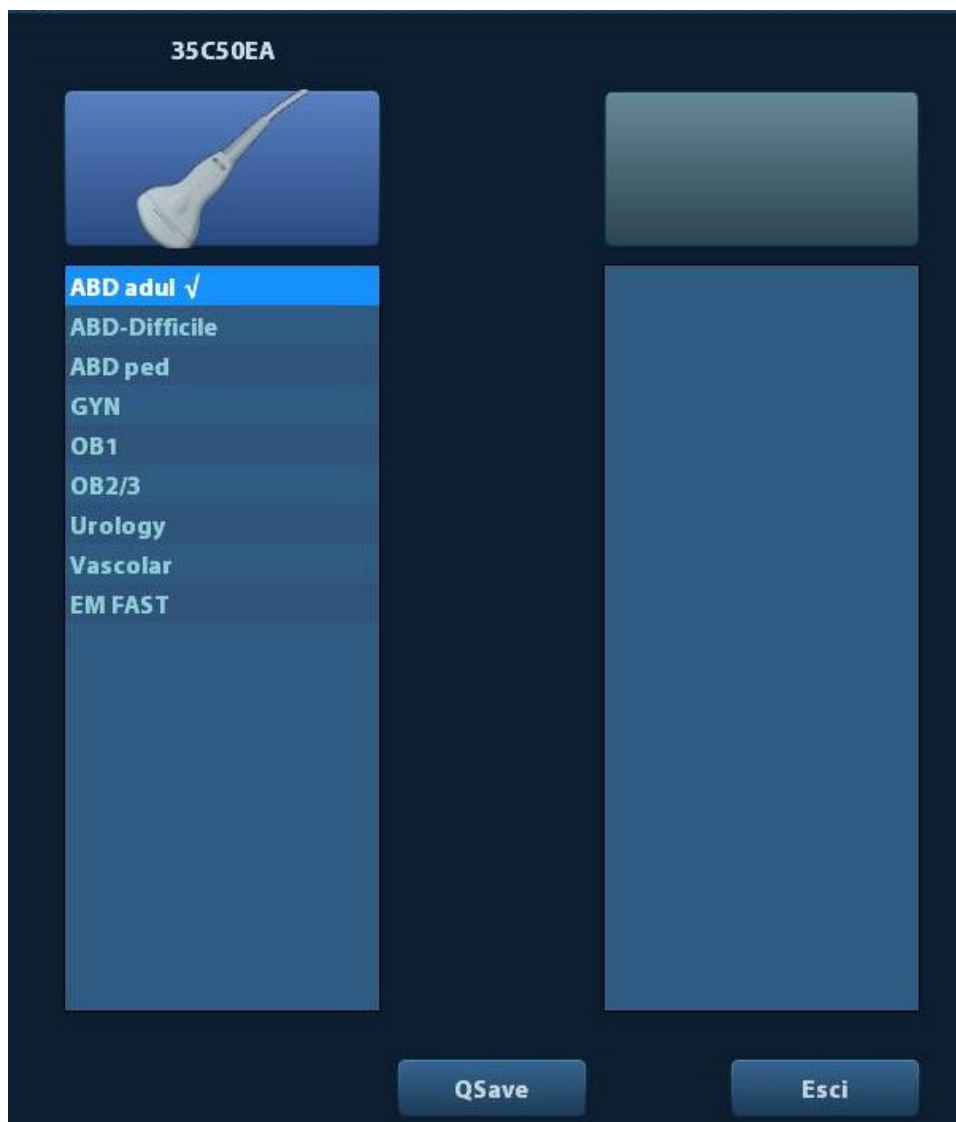 35C50EA
ABD adul √
ABD-Difficile
ABD ped
GYN
OB1
OB2/3
Urology
Vascolar
EM FAST
QSave
Esci